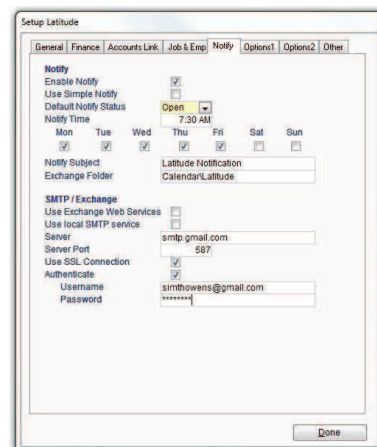 Setup Latitude
General Finance Accounts Link Job & Emp Notify Options1 Options2 Other
Notify
Enable Notify
Use Simple Notify
Default Notify Status Open
Notify Time 7:30 AM
Mon Tue Wed Thu Fri Sat Sun
Notify Subject Latitude Notification
Exchange Folder Calendar\Latitude
SMTP / Exchange
Use Exchange Web Services
Use local SMTP service
Server smtp.gmail.com
Server Port 587
Use SSL Connection
Authenticate
Username simthowens@gmail.com
Password ********
Done